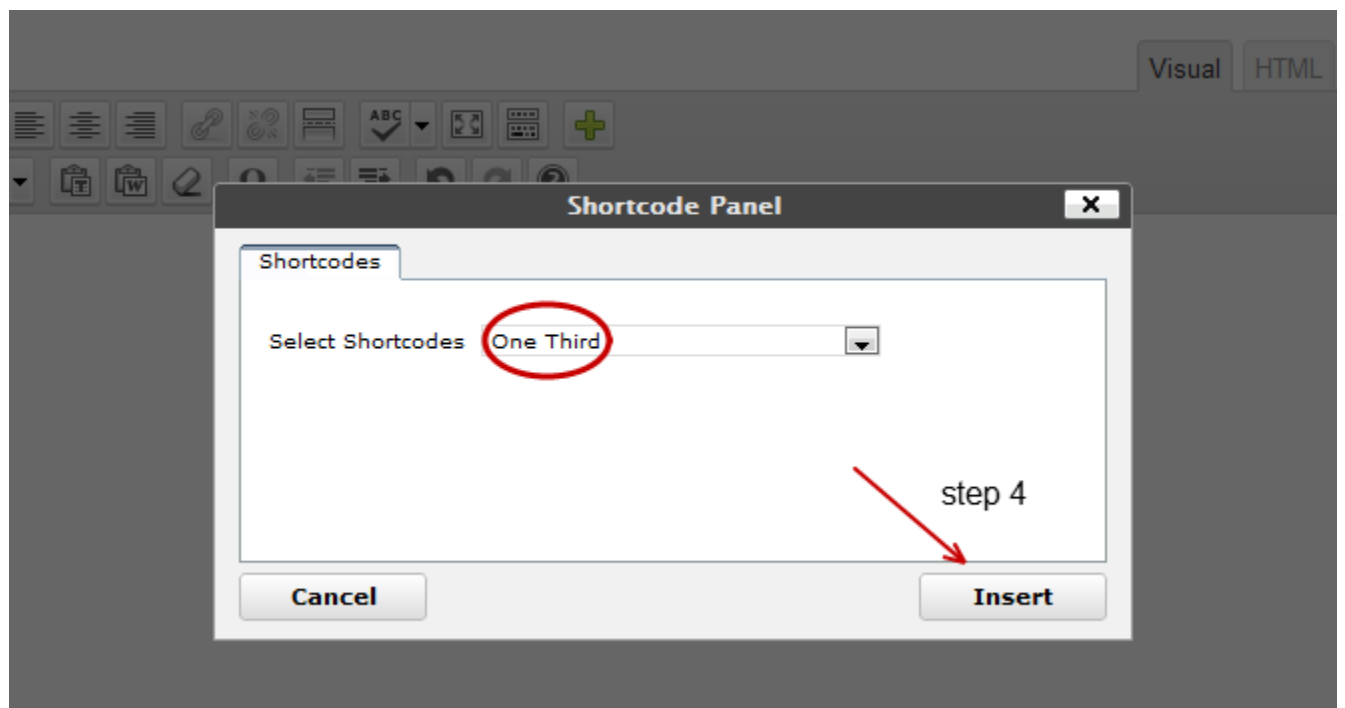 Visual HTML
ABC
Shortcode Panel
Shortcodes
Select Shortcodes One Third
step 4
Cancel Insert